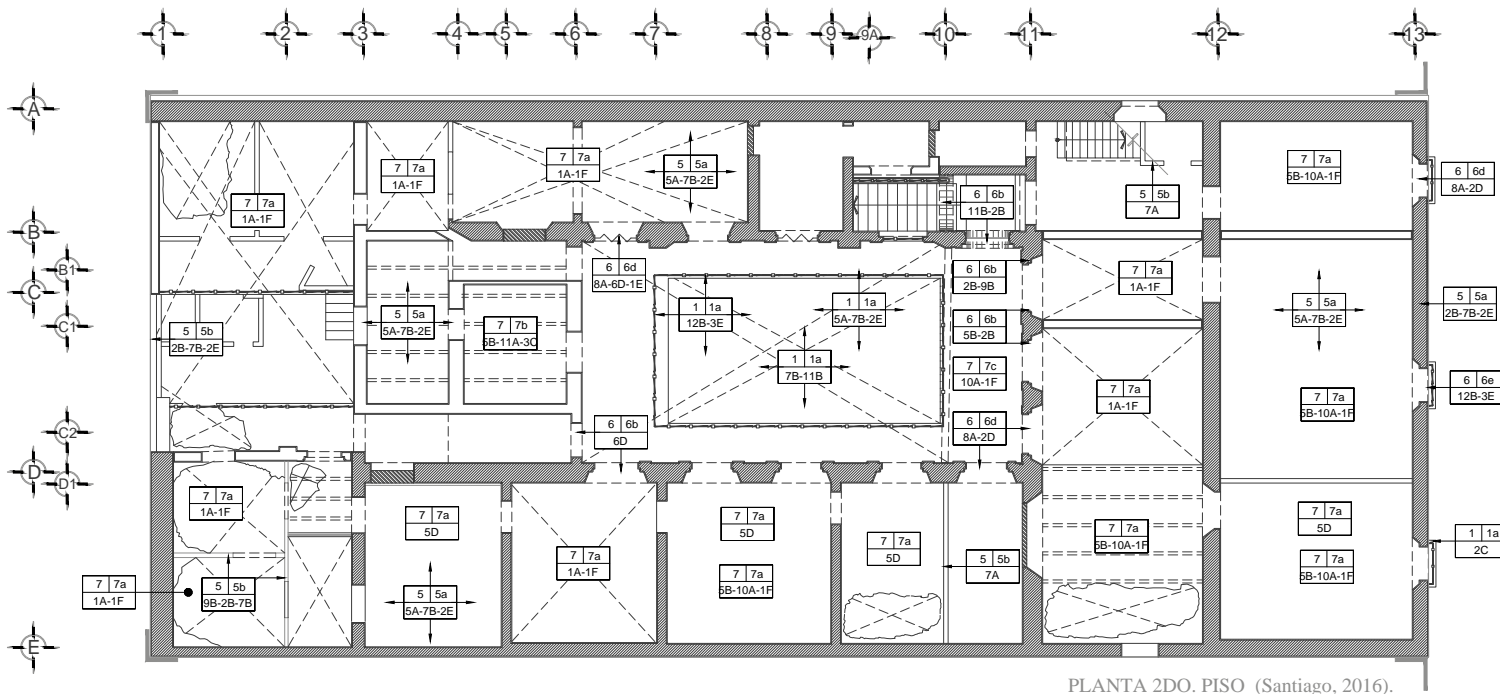 1 2 3 4 5 6 7 8 9 9A 10 11 12 13
A
B
B1
C
C1
C2
D
D1
E
7 7a
1A-1F
7 7a
1A-1F
7 7a
1A-1F
5 5a
5A-7B-2E
6 6b
11B-2B
5 5b
7A
7 7a
5B-10A-1F
6 6d
8A-2D
6 6d
8A-6D-1E
6 6b
2B-9B
7 7a
1A-1F
5 5b
2B-7B-2E
5 5a
5A-7B-2E
7 7b
5B-11A-3C
1 1a
12B-3E
1 1a
5A-7B-2E
6 6b
5B-2B
5 5a
5A-7B-2E
5 5a
2B-7B-2E
1 1a
7B-11B
7 7c
10A-1F
7 7a
1A-1F
7 7a
5B-10A-1F
6 6e
12B-3E
6 6b
6D
6 6d
8A-2D
7 7a
1A-1F
7 7a
5D
7 7a
1A-1F
7 7a
5D
7 7a
5B-10A-1F
7 7a
5D
5 5b
7A
7 7a
5B-10A-1F
7 7a
5D
7 7a
5B-10A-1F
1 1a
2C
7 7a
1A-1F
5 5b
9B-2B-7B
5 5a
5A-7B-2E
PLANTA 2DO. PISO (Santiago, 2016).